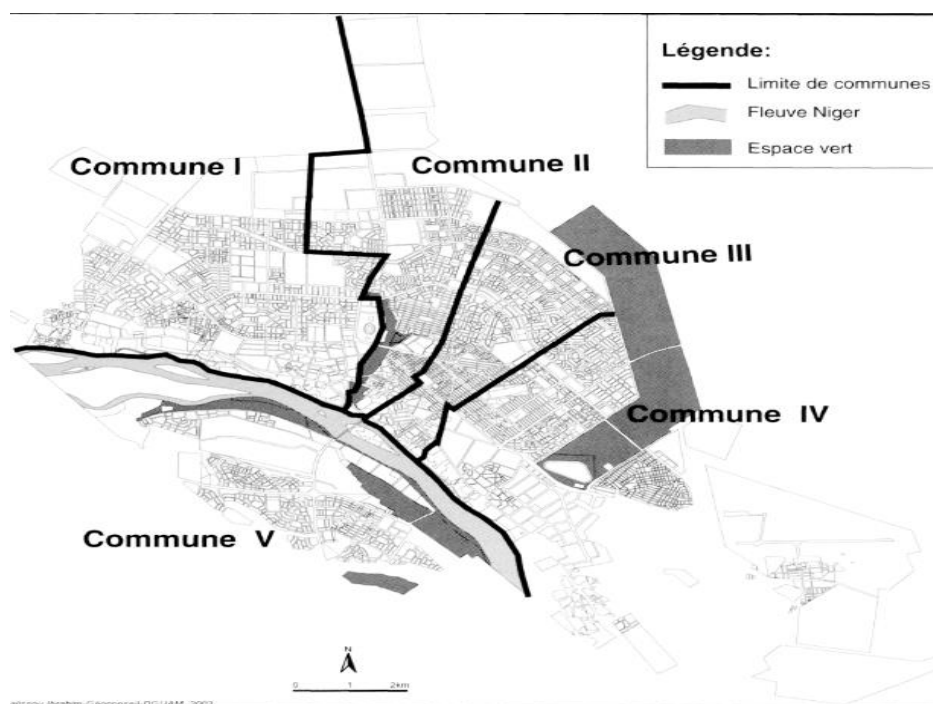 Légende:
Limite de communes
Fleuve Niger
Espace vert
Commune I
Commune II
Commune III
Commune IV
Commune V
N
0 1 2km